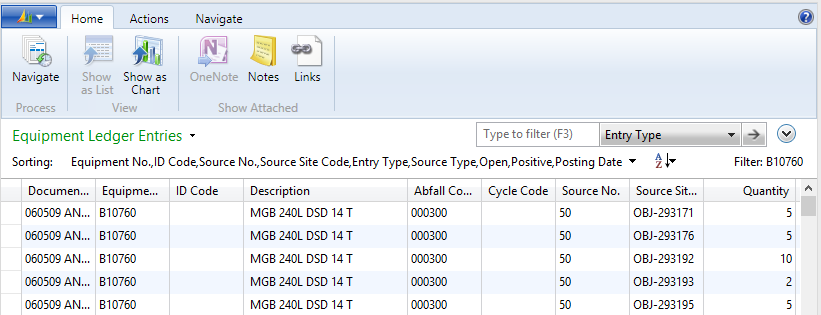 Home Actions Navigate
Navigate Show as List Show as Chart OneNote Notes Links
Process View Show Attached
Equipment Ledger Entries Type to filter (F3) Entry Type
Sorting: Equipment No.,ID Code,Source No.,Source Site Code,Entry Type,Source Type,Open,Positive,Posting Date Filter: B10760
Documen... Equipme... ID Code Description Abfall Co... Cycle Code Source No. Source Sit... Quantity
060509 AN... B10760 MGB 240L DSD 14 T 000300 50 OBJ-293171 5
060509 AN... B10760 MGB 240L DSD 14 T 000300 50 OBJ-293176 5
060509 AN... B10760 MGB 240L DSD 14 T 000300 50 OBJ-293192 10
060509 AN... B10760 MGB 240L DSD 14 T 000300 50 OBJ-293193 2
060509 AN... B10760 MGB 240L DSD 14 T 000300 50 OBJ-293195 5